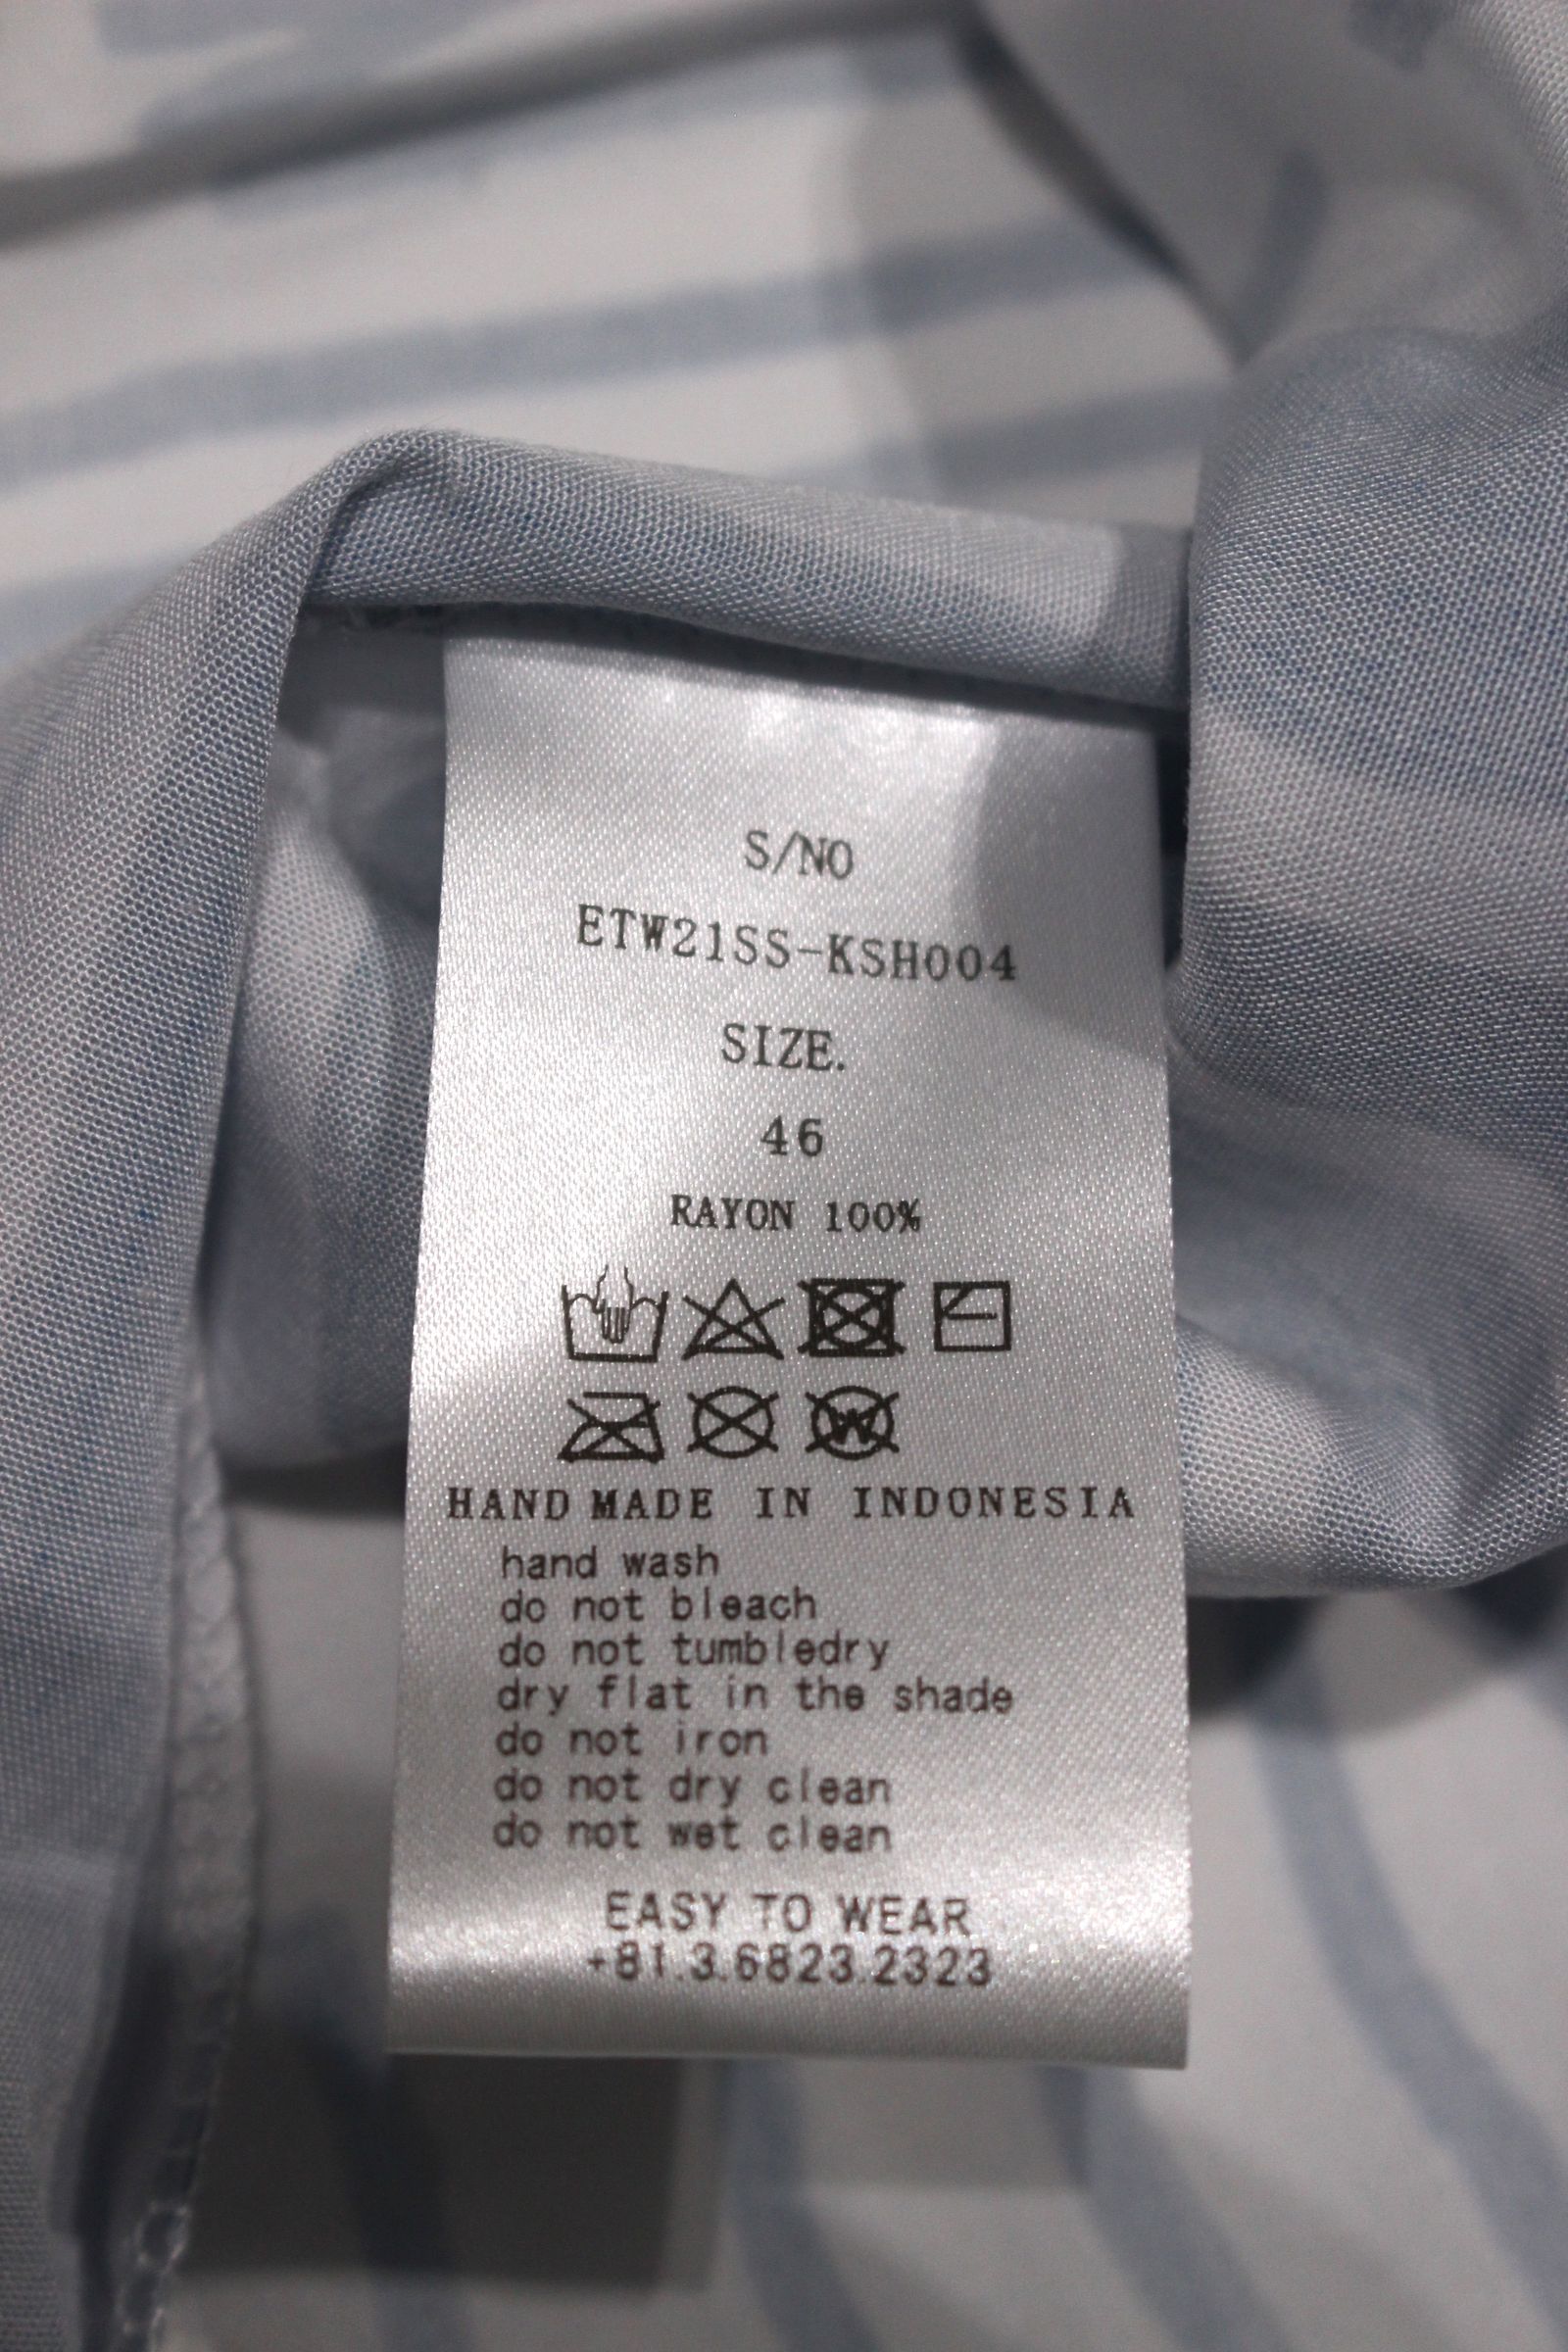 S/NO
ETW21SS-KSH004
SIZE.
46
RAYON 100%
W
HAND MADE IN INDONESIA
hand wash
do not bleach
do not tumbledry
dry flat in the shade
do not iron
do not dry clean
do not wet clean
EASY TO WEAR
+81.3.6823.2323